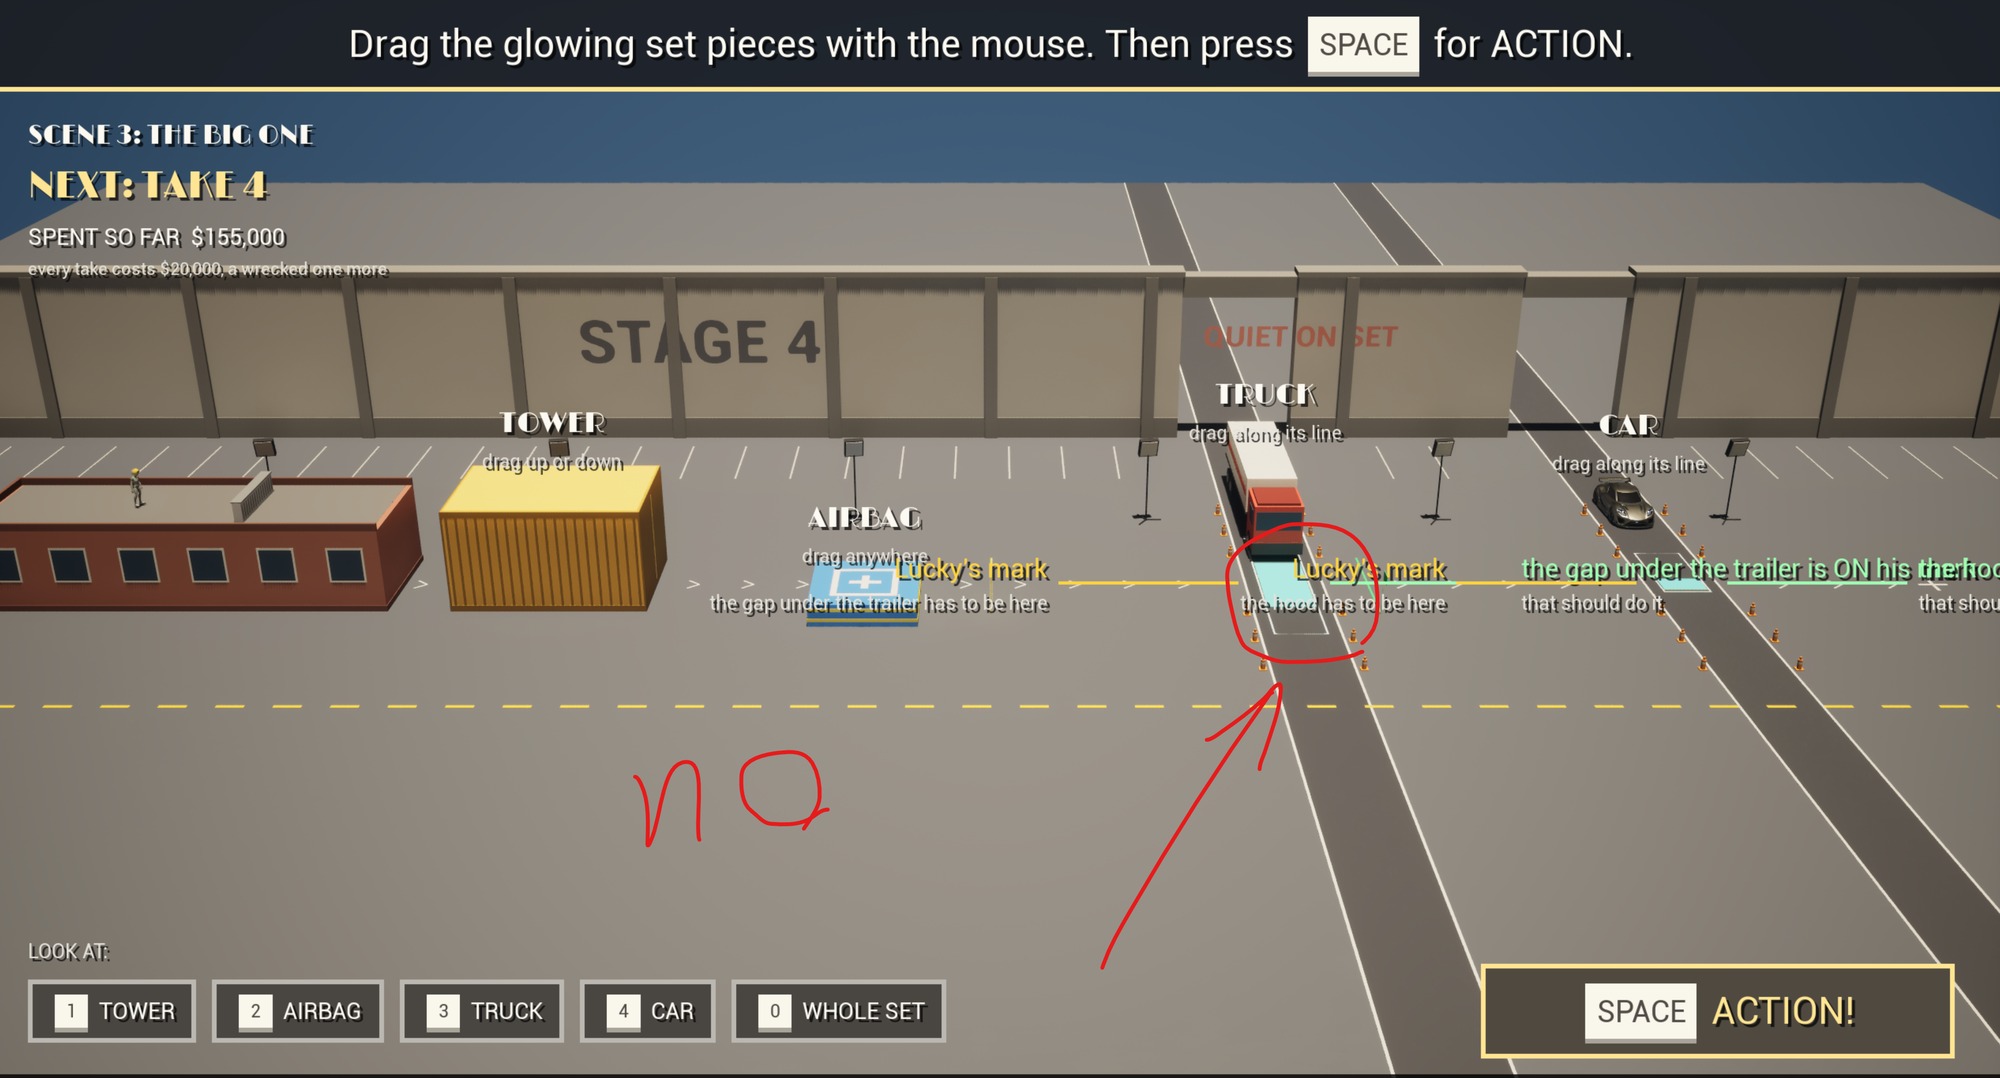 Drag the glowing set pieces with the mouse. Then press SPACE for ACTION.
SCENE 3: THE BIG ONE
NEXT: TAKE 4
SPENT SO FAR $155,000
every take costs $20,000, a wrecked one more
STAGE 4
QUIET ON SET
TRUCK
drag along its line
TOWER
drag up or down
CAR
drag along its line
AIRBAG
drag anywhere
Lucky's mark
the gap under the trailer has to be here
Lucky's mark
the hood has to be here
the gap under the trailer is ON his
that should do it
that
no
LOOK AT:
1 TOWER
2 AIRBAG
3 TRUCK
4 CAR
0 WHOLE SET
SPACE ACTION!